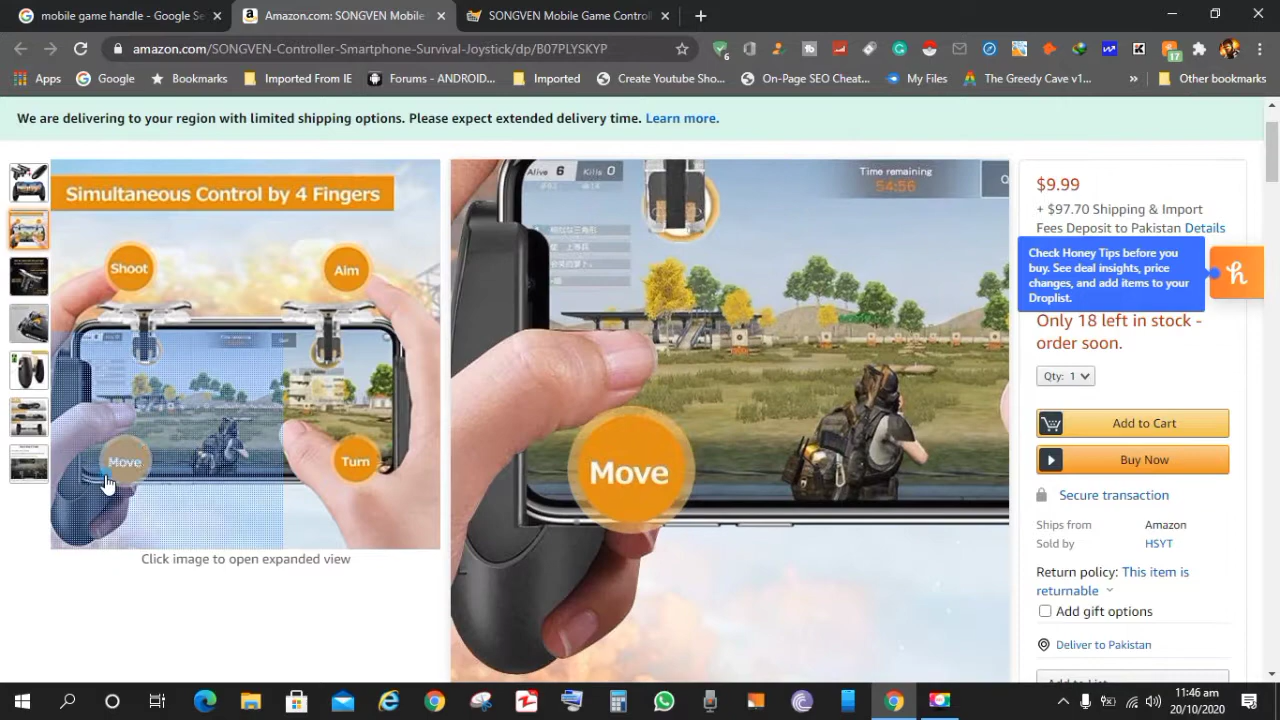 mobile game handle - Google Se
Amazon.com: SONGVEN Mobile
SONGVEN Mobile Game Control
amazon.com/SONGVEN-Controller-Smartphone-Survival-Joystick/dp/B07PLYSKYP
6
17
Apps
Google
Bookmarks
Imported From IE
Forums - ANDROID...
Imported
Create Youtube Sho...
On-Page SEO Cheat...
My Files
The Greedy Cave v1...
Other bookmarks
We are delivering to your region with limited shipping options. Please expect extended delivery time. Learn more.
Simultaneous Control by 4 Fingers
Shoot
Aim
Move
Turn
Click image to open expanded view
Alive 6 Kills 0
Time remaining
54:56
Move
$9.99
+ $97.70 Shipping & Import
Fees Deposit to Pakistan Details
Check Honey Tips before you
buy. See deal insights, price
changes, and add items to your
Droplist.
Only 18 left in stock -
order soon.
Qty: 1
Add to Cart
Buy Now
Secure transaction
Ships from Amazon
Sold by HSYT
Return policy: This item is
returnable
Add gift options
Deliver to Pakistan
Add to List
11:46 am
20/10/2020